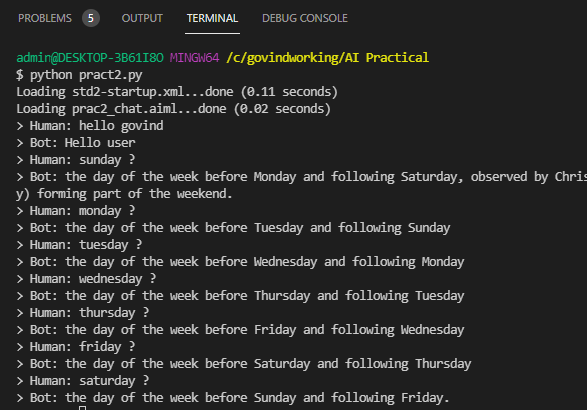 PROBLEMS 5 OUTPUT TERMINAL DEBUG CONSOLE
admin@DESKTOP-3B61I8O MINGW64 /c/govindworking/AI Practical
$ python pract2.py
Loading std2-startup.xml...done (0.11 seconds)
Loading prac2_chat.aiml...done (0.02 seconds)
> Human: hello govind
> Bot: Hello user
> Human: sunday ?
> Bot: the day of the week before Monday and following Saturday, observed by Chris
y) forming part of the weekend.
> Human: monday ?
> Bot: the day of the week before Tuesday and following Sunday
> Human: tuesday ?
> Bot: the day of the week before Wednesday and following Monday
> Human: wednesday ?
> Bot: the day of the week before Thursday and following Tuesday
> Human: thursday ?
> Bot: the day of the week before Friday and following Wednesday
> Human: friday ?
> Bot: the day of the week before Saturday and following Thursday
> Human: saturday ?
> Bot: the day of the week before Sunday and following Friday.